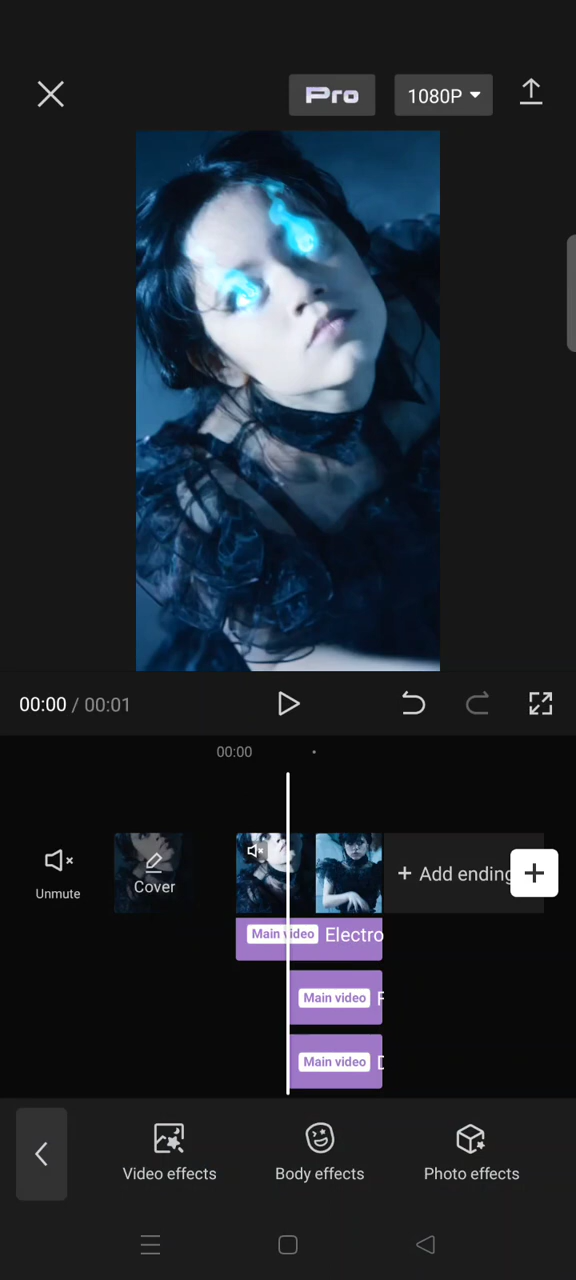 Pro
1080P
00:00 / 00:01
00:00
Unmute
Cover
+ Add ending
Main video Electro
Main video
Main video
Video effects
Body effects
Photo effects